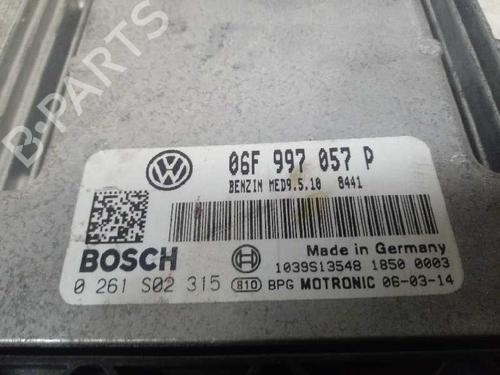 B-PARTS
06F 997 057 P
BENZIN MED9.5.10 8441
BOSCH
Made in Germany
1039S13548 1850 0003
0 261 S02 315 810 BPG MOTRONIC 06-03-14